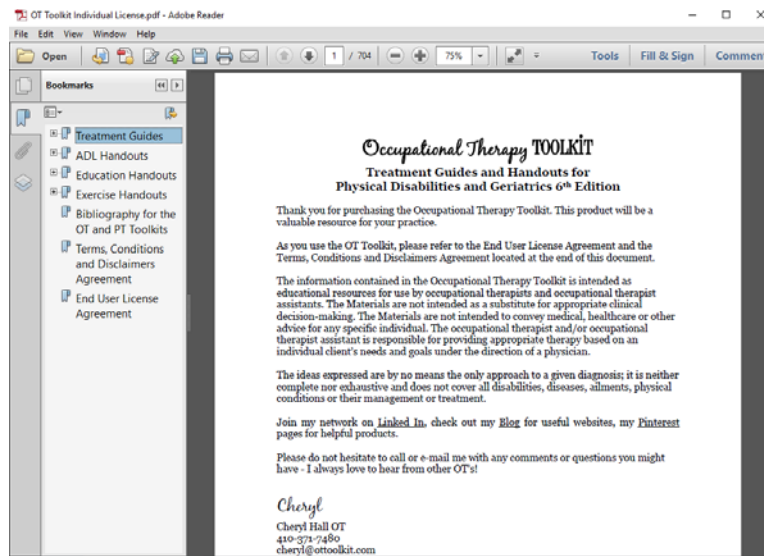 OT Toolkit Individual License.pdf - Adobe Reader
File Edit View Window Help
Open 1 / 704 75% Tools Fill & Sign Comment
Bookmarks
Treatment Guides
ADL Handouts
Education Handouts
Exercise Handouts
Bibliography for the
OT and PT Toolkits
Terms, Conditions
and Disclaimers
Agreement
End User License
Agreement
Occupational Therapy TOOLKiT
Treatment Guides and Handouts for
Physical Disabilities and Geriatrics 6th Edition
Thank you for purchasing the Occupational Therapy Toolkit. This product will be a
valuable resource for your practice.
As you use the OT Toolkit, please refer to the End User License Agreement and the
Terms, Conditions and Disclaimers Agreement located at the end of this document.
The information contained in the Occupational Therapy Toolkit is intended as
educational resources for use by occupational therapists and occupational therapist
assistants. The Materials are not intended as a substitute for appropriate clinical
decision-making. The Materials are not intended to convey medical, healthcare or other
advice for any specific individual. The occupational therapist and/or occupational
therapist assistant is responsible for providing appropriate therapy based on an
individual client's needs and goals under the direction of a physician.
The ideas expressed are by no means the only approach to a given diagnosis; it is neither
complete nor exhaustive and does not cover all disabilities, diseases, ailments, physical
conditions or their management or treatment.
Join my network on Linked In, check out my Blog for useful websites, my Pinterest
pages for helpful products.
Please do not hesitate to call or e-mail me with any comments or questions you might
have - I always love to hear from other OT's!
Cheryl
Cheryl Hall OT
410-371-7480
cheryl@ottoolkit.com